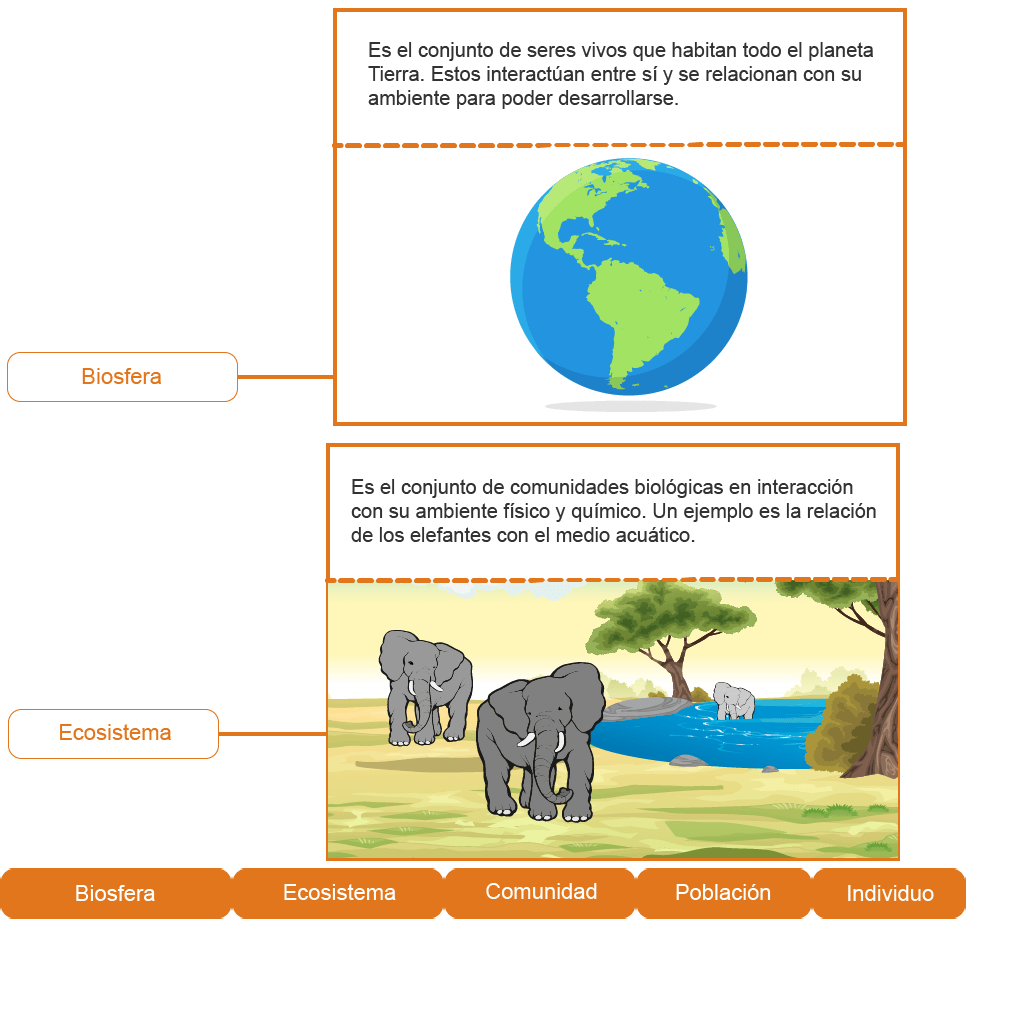 Es el conjunto de seres vivos que habitan todo el planeta
Tierra. Estos interactúan entre sí y se relacionan con su
ambiente para poder desarrollarse.
Biosfera
Es el conjunto de comunidades biológicas en interacción
con su ambiente físico y químico. Un ejemplo es la relación
de los elefantes con el medio acuático.
Ecosistema
Biosfera Ecosistema Comunidad Población Individuo